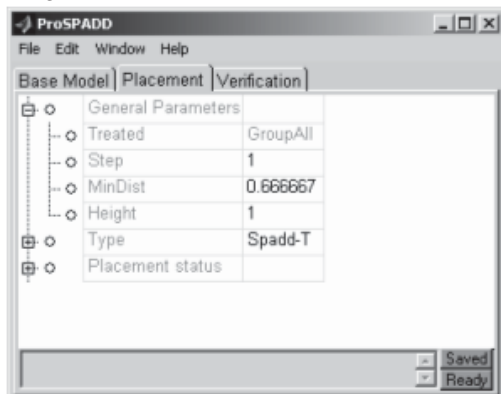 ProSPADD
File Edit Window Help
Base Model Placement Verification
General Parameters
Treated GroupAll
Step 1
MinDist 0.666667
Height 1
Type Spadd-T
Placement status
Saved
Ready